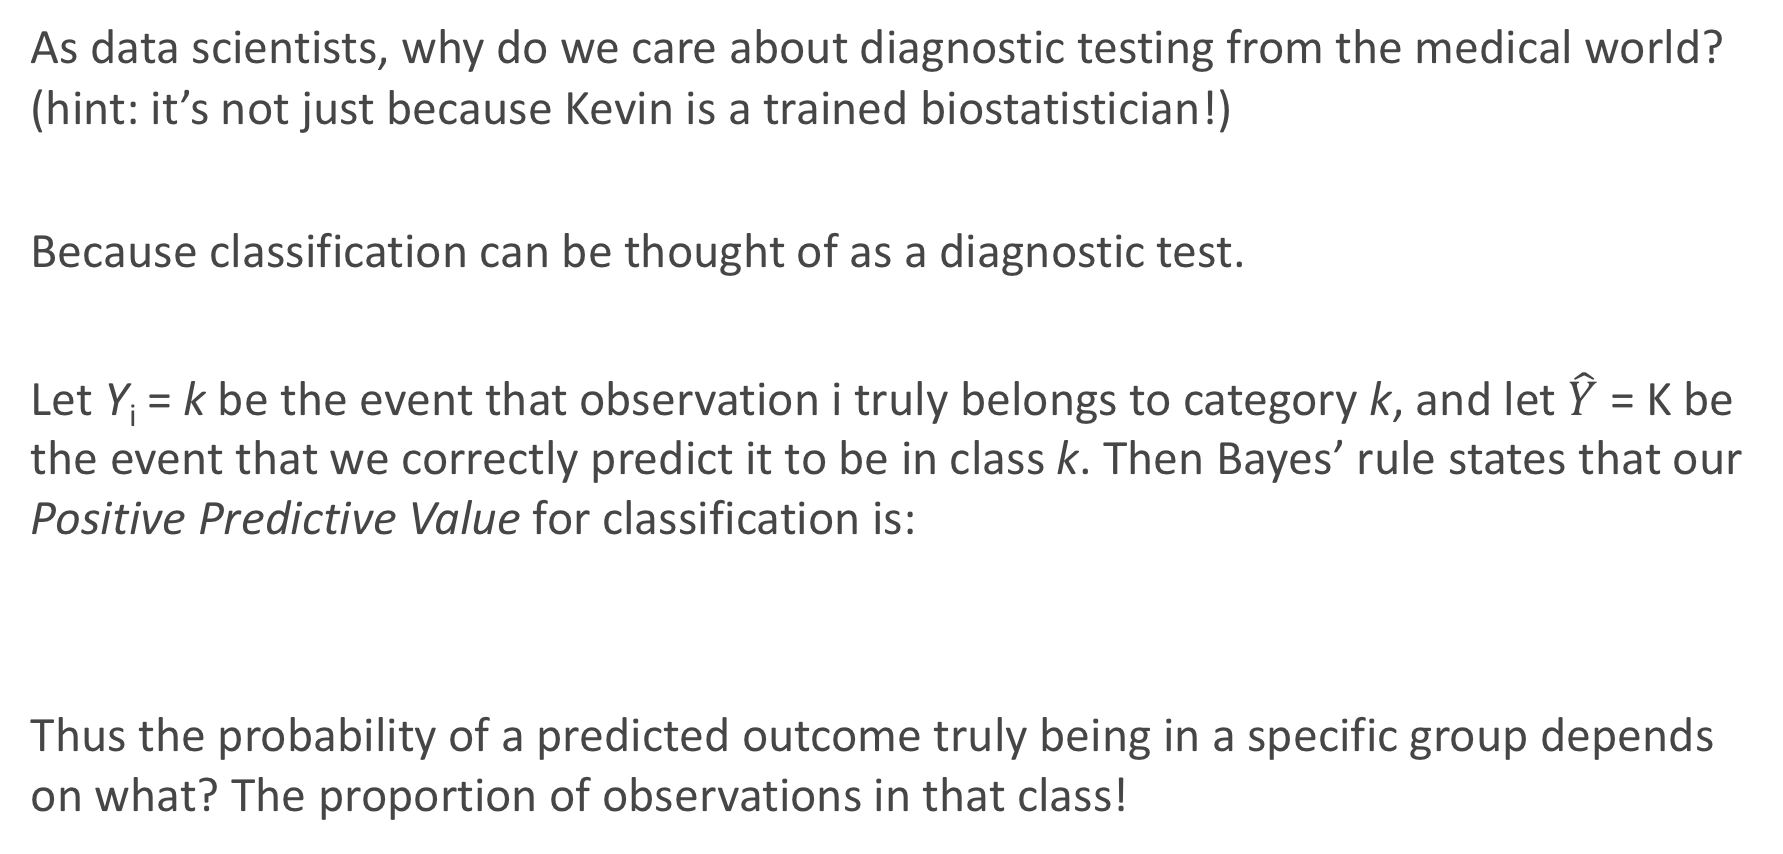 As data scientists, why do we care about diagnostic testing from the medical world?
(hint: it’s not just because Kevin is a trained biostatistician!)
Because classification can be thought of as a diagnostic test.
Let Yᵢ = k be the event that observation i truly belongs to category k, and let Ŷ = K be
the event that we correctly predict it to be in class k. Then Bayes’ rule states that our
Positive Predictive Value for classification is:
Thus the probability of a predicted outcome truly being in a specific group depends
on what? The proportion of observations in that class!